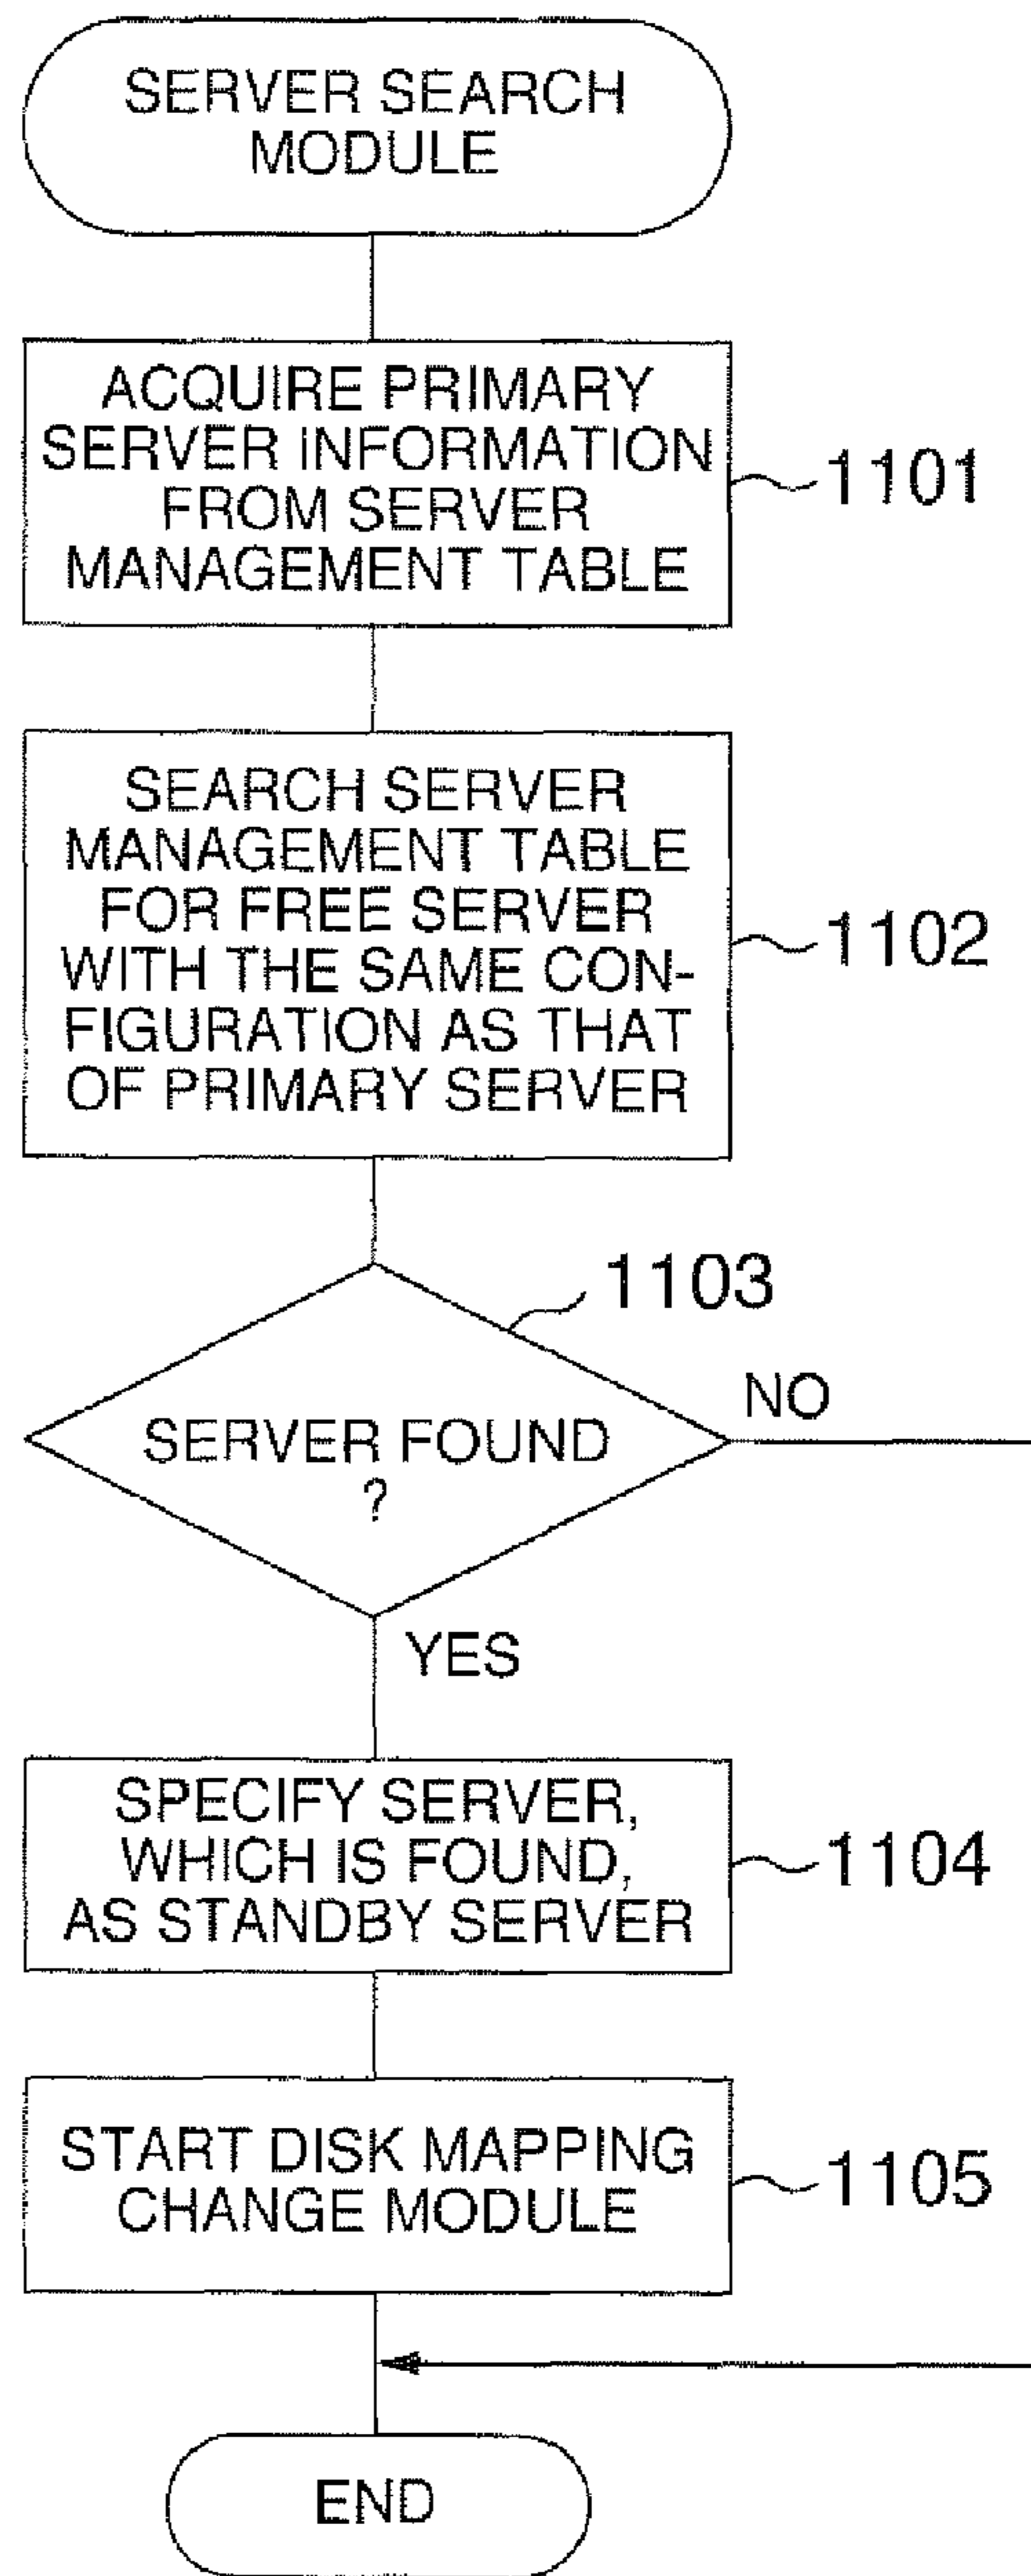 SERVER SEARCH
MODULE
ACQUIRE PRIMARY
SERVER INFORMATION
FROM SERVER
MANAGEMENT TABLE
1101
SEARCH SERVER
MANAGEMENT TABLE
FOR FREE SERVER
WITH THE SAME CON-
FIGURATION AS THAT
OF PRIMARY SERVER
1102
1103
SERVER FOUND
?
NO
YES
SPECIFY SERVER,
WHICH IS FOUND,
AS STANDBY SERVER
1104
START DISK MAPPING
CHANGE MODULE
1105
END